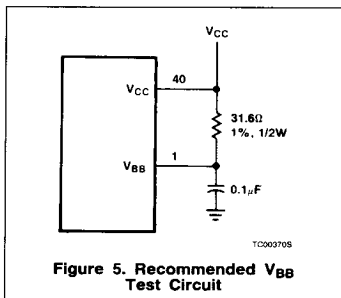 VCC
40
VCC
31.6Ω
1%, 1/2W
1
VBB
0.1μF
TC00370S
Figure 5. Recommended VBB
Test Circuit